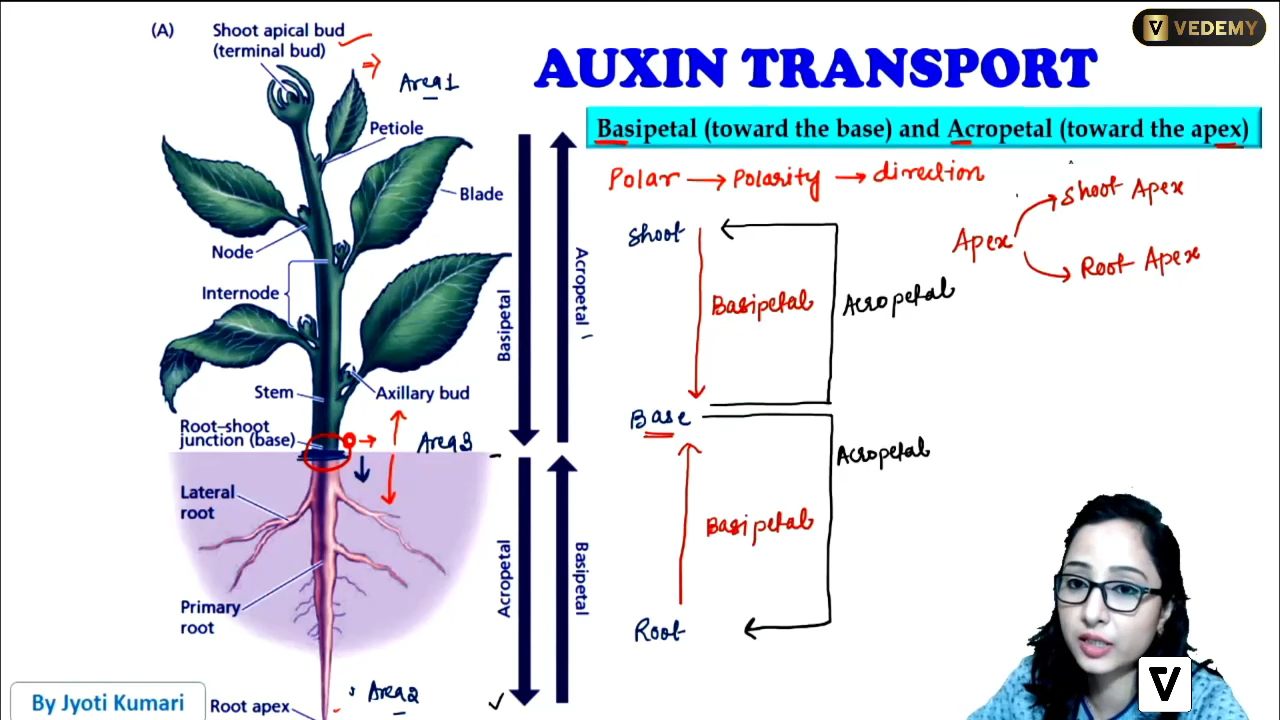 (A)
Shoot apical bud
(terminal bud)
Area 1
Petiole
Blade
Node
Internode
Stem
Axillary bud
Root–shoot
junction (base)
Area 3
Lateral
root
Primary
root
Root apex
Area 2
Basipetal
Acropetal
Acropetal
Basipetal
By Jyoti Kumari
VEDEMY
AUXIN TRANSPORT
Basipetal (toward the base) and Acropetal (toward the apex)
Polar → Polarity → direction
Shoot
Basipetal
Acropetal
Base
Basipetal
Acropetal
Root
Apex
Shoot Apex
Root Apex